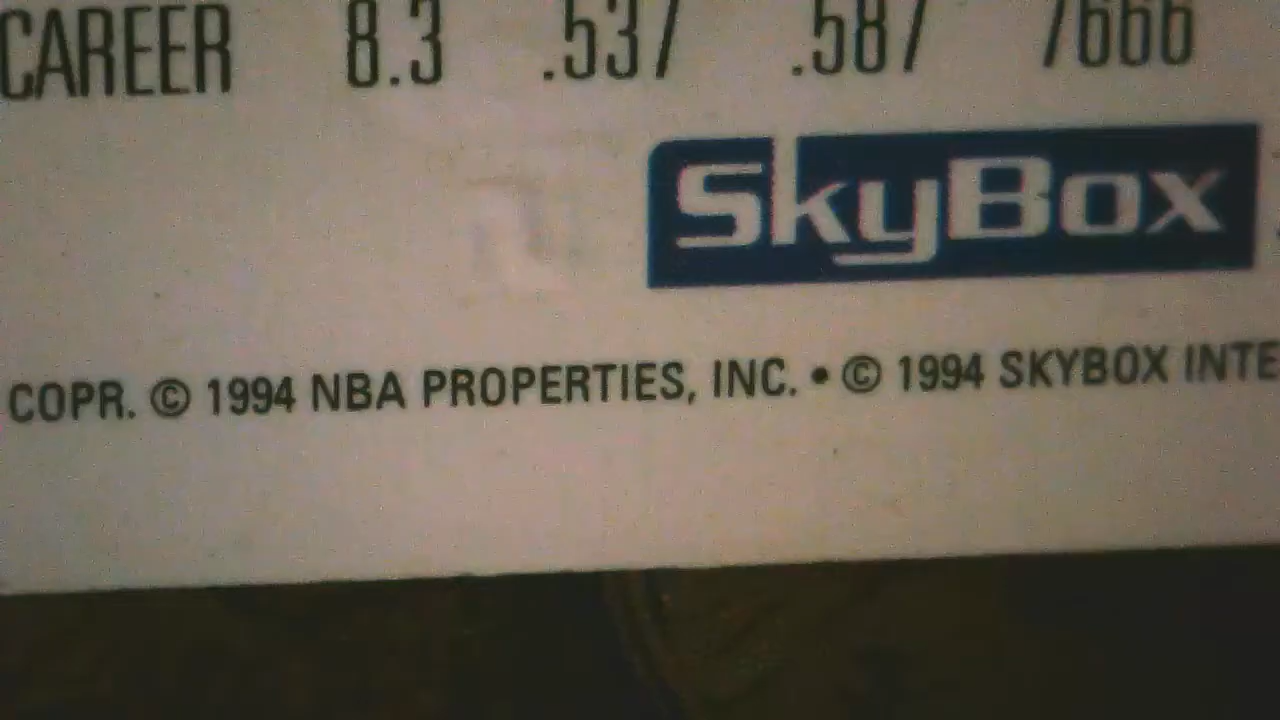 CAREER 8.3 .537 .587 7666
SkyBox
COPR. © 1994 NBA PROPERTIES, INC. • © 1994 SKYBOX INTE